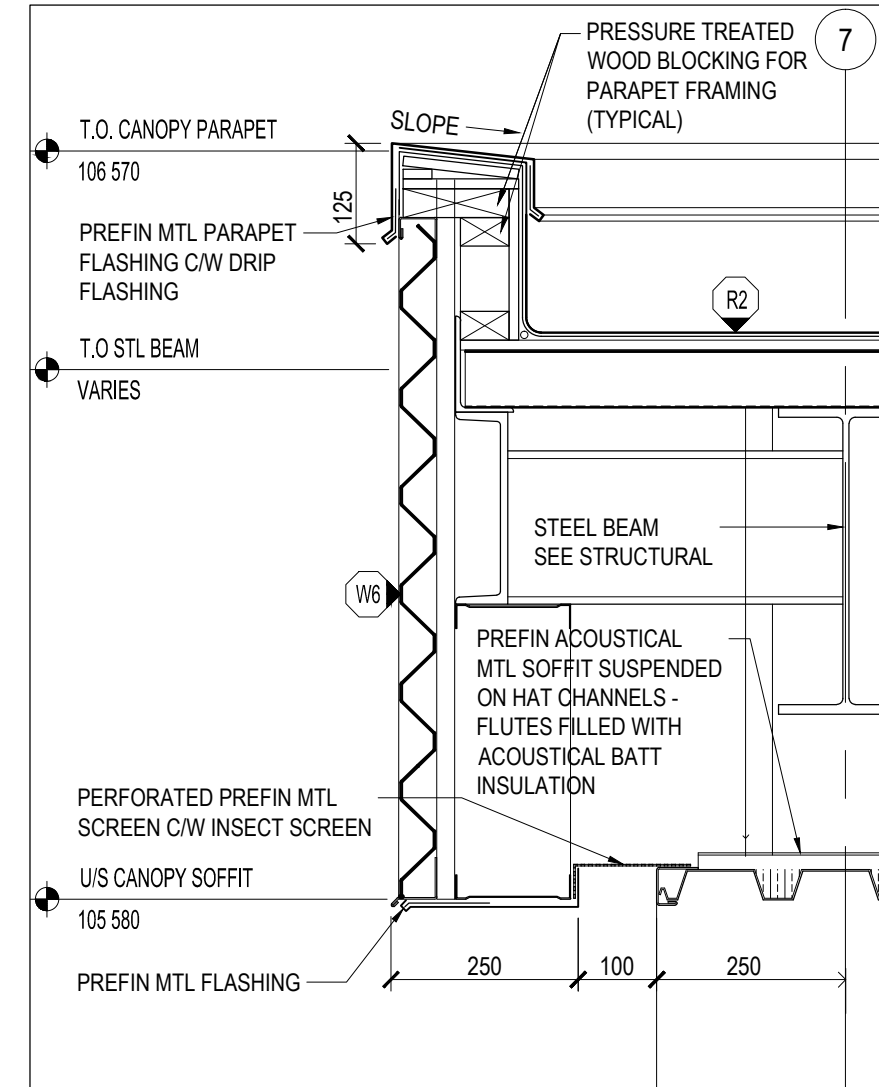 PRESSURE TREATED
WOOD BLOCKING FOR
PARAPET FRAMING
(TYPICAL)
7
SLOPE
T.O. CANOPY PARAPET
106 570
125
PREFIN MTL PARAPET
FLASHING C/W DRIP
FLASHING
R2
T.O STL BEAM
VARIES
STEEL BEAM
SEE STRUCTURAL
W6
PREFIN ACOUSTICAL
MTL SOFFIT SUSPENDED
ON HAT CHANNELS -
FLUTES FILLED WITH
ACOUSTICAL BATT
INSULATION
PERFORATED PREFIN MTL
SCREEN C/W INSECT SCREEN
U/S CANOPY SOFFIT
105 580
PREFIN MTL FLASHING
250
100
250